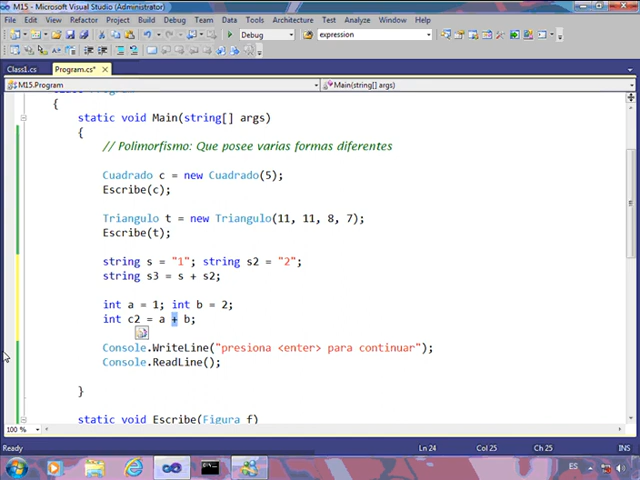 M15 - Microsoft Visual Studio (Administrator)
File Edit View Refactor Project Build Debug Team Data Tools Architecture Test Analyze Window Help
Debug expression
Class1.cs Program.cs*
M15.Program Main(string[] args)
{
static void Main(string[] args)
{
// Polimorfismo: Que posee varias formas diferentes
Cuadrado c = new Cuadrado(5);
Escribe(c);
Triangulo t = new Triangulo(11, 11, 8, 7);
Escribe(t);
string s = "1"; string s2 = "2";
string s3 = s + s2;
int a = 1; int b = 2;
int c2 = a + b;
Console.WriteLine("presiona <enter> para continuar");
Console.ReadLine();
}
static void Escribe(Figura f)
100 %
Ready Ln 24 Col 25 Ch 25 INS
ES